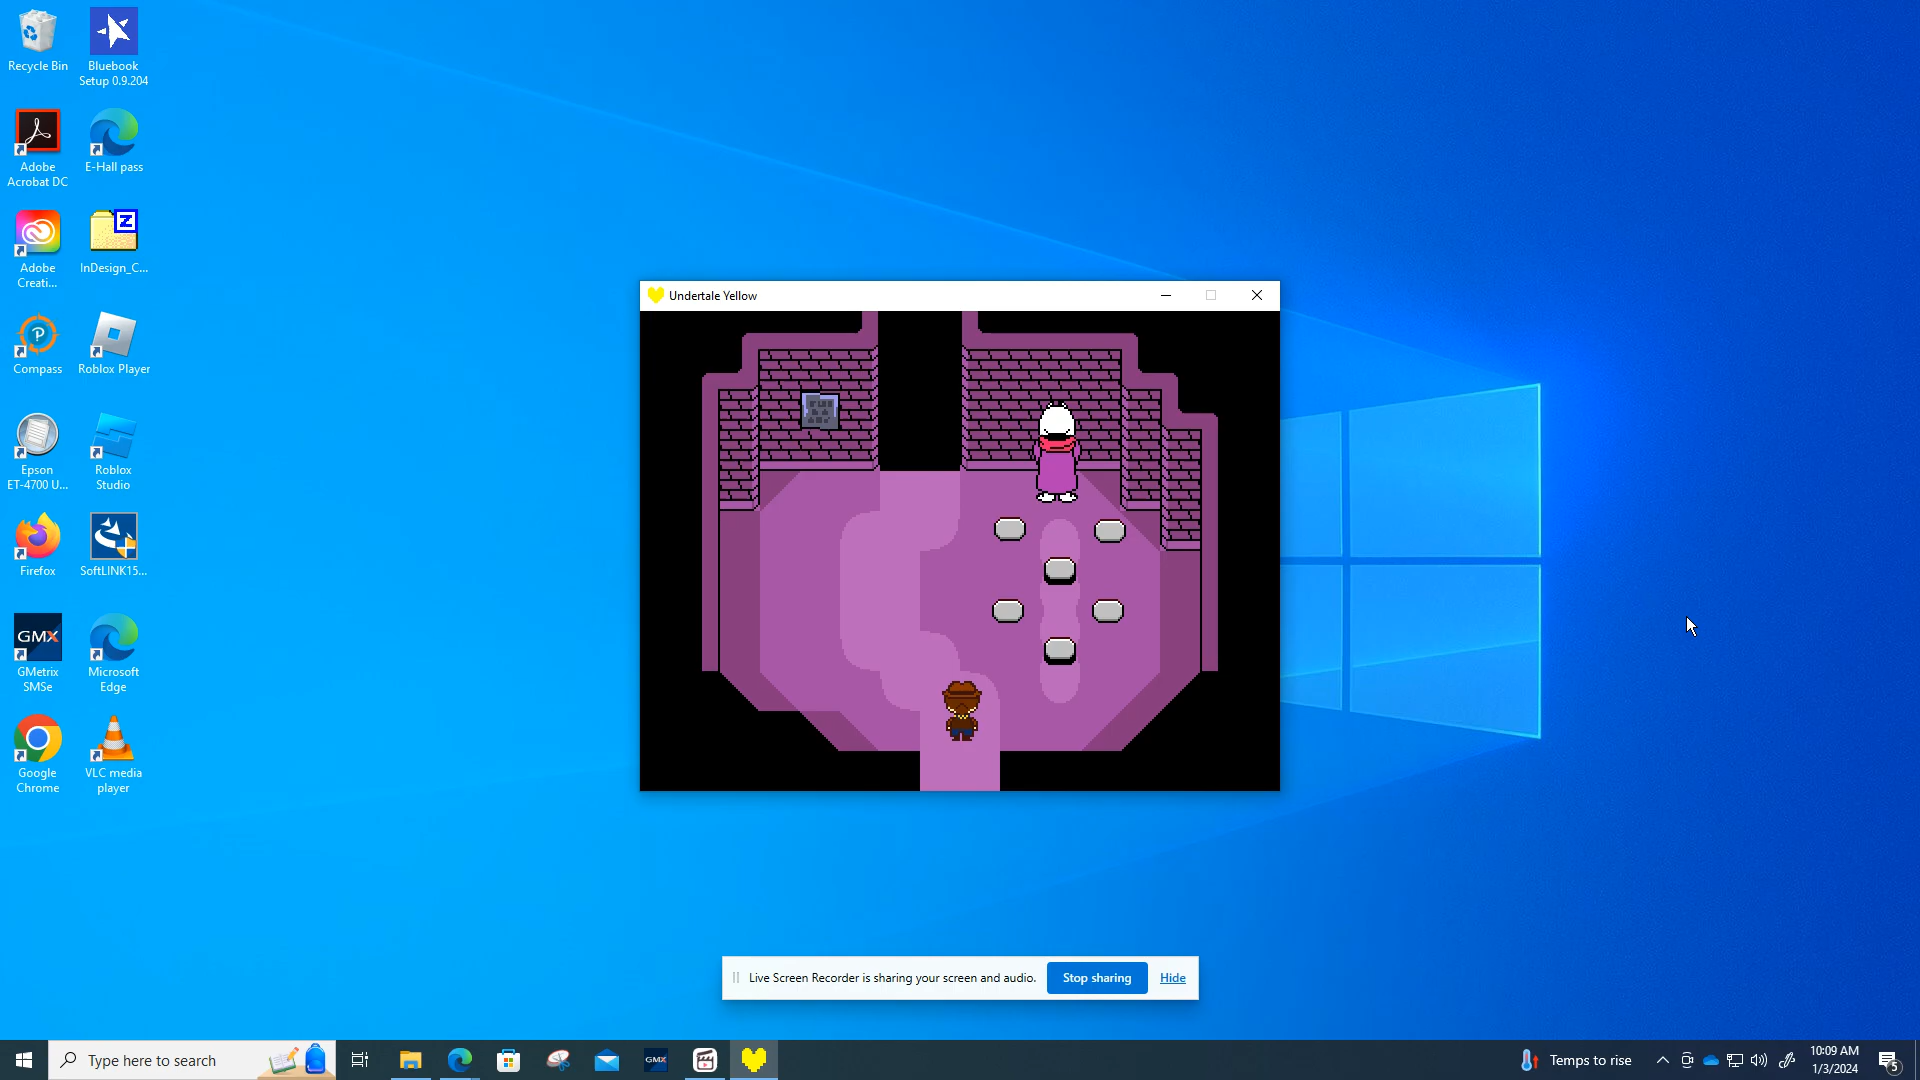 Recycle Bin
Bluebook
Setup 0.9.204
Adobe
Acrobat DC
E-Hall pass
Adobe
Creati...
InDesign_C...
Compass
Roblox Player
Epson
ET-4700 U...
Roblox
Studio
Firefox
SoftLINK15...
GMX
GMetrix
SMSe
Microsoft
Edge
Google
Chrome
VLC media
player
Undertale Yellow
Live Screen Recorder is sharing your screen and audio.
Stop sharing
Hide
Type here to search
GMX
Temps to rise
10:09 AM
1/3/2024
5